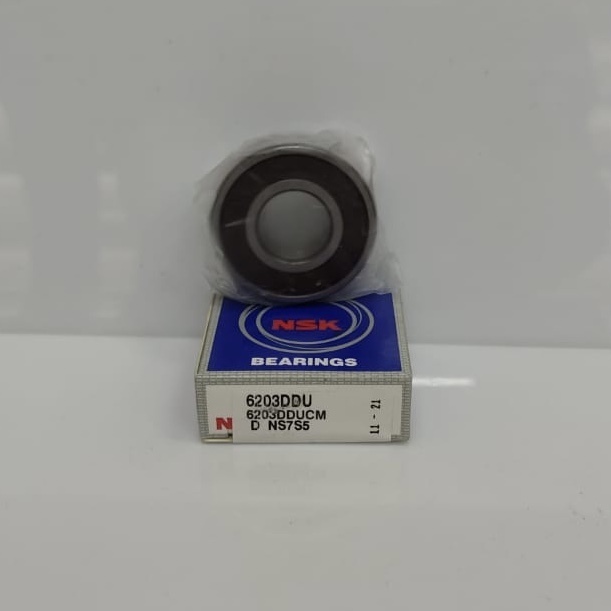 NSK
BEARINGS
6203DDU
6203DDUCM
D NS7S5
11 - 21
N